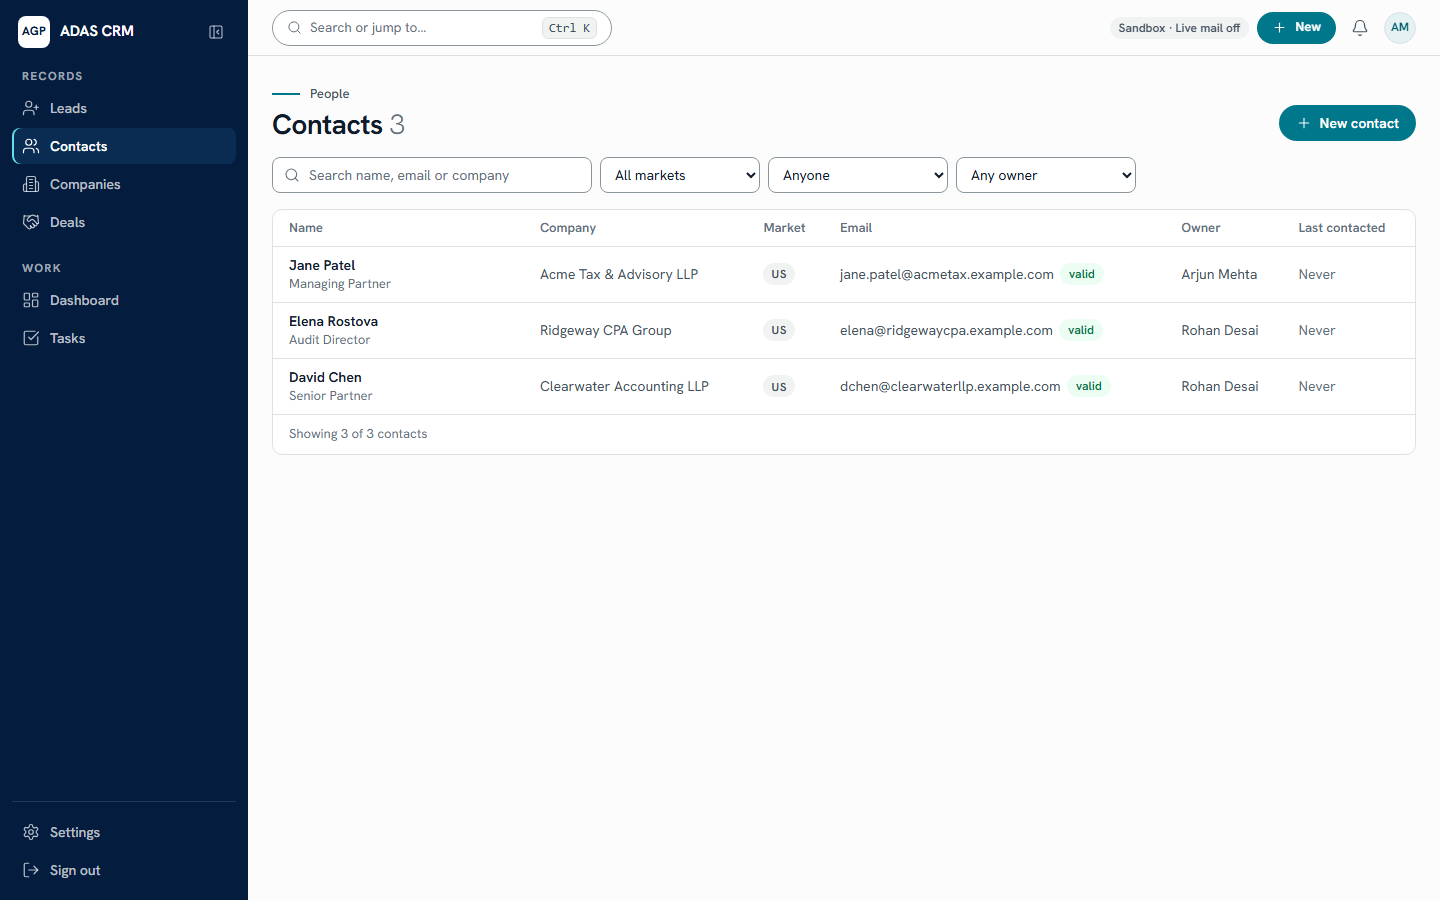 AGP ADAS CRM
RECORDS
Leads
Contacts
Companies
Deals
WORK
Dashboard
Tasks
Settings
Sign out
Search or jump to... Ctrl K Sandbox · Live mail off + New AM
People
Contacts 3 + New contact
Search name, email or company All markets Anyone Any owner
Name Company Market Email Owner Last contacted
Jane Patel
Managing Partner
Acme Tax & Advisory LLP US jane.patel@acmetax.example.com valid Arjun Mehta Never
Elena Rostova
Audit Director
Ridgeway CPA Group US elena@ridgewaycpa.example.com valid Rohan Desai Never
David Chen
Senior Partner
Clearwater Accounting LLP US dchen@clearwaterllp.example.com valid Rohan Desai Never
Showing 3 of 3 contacts